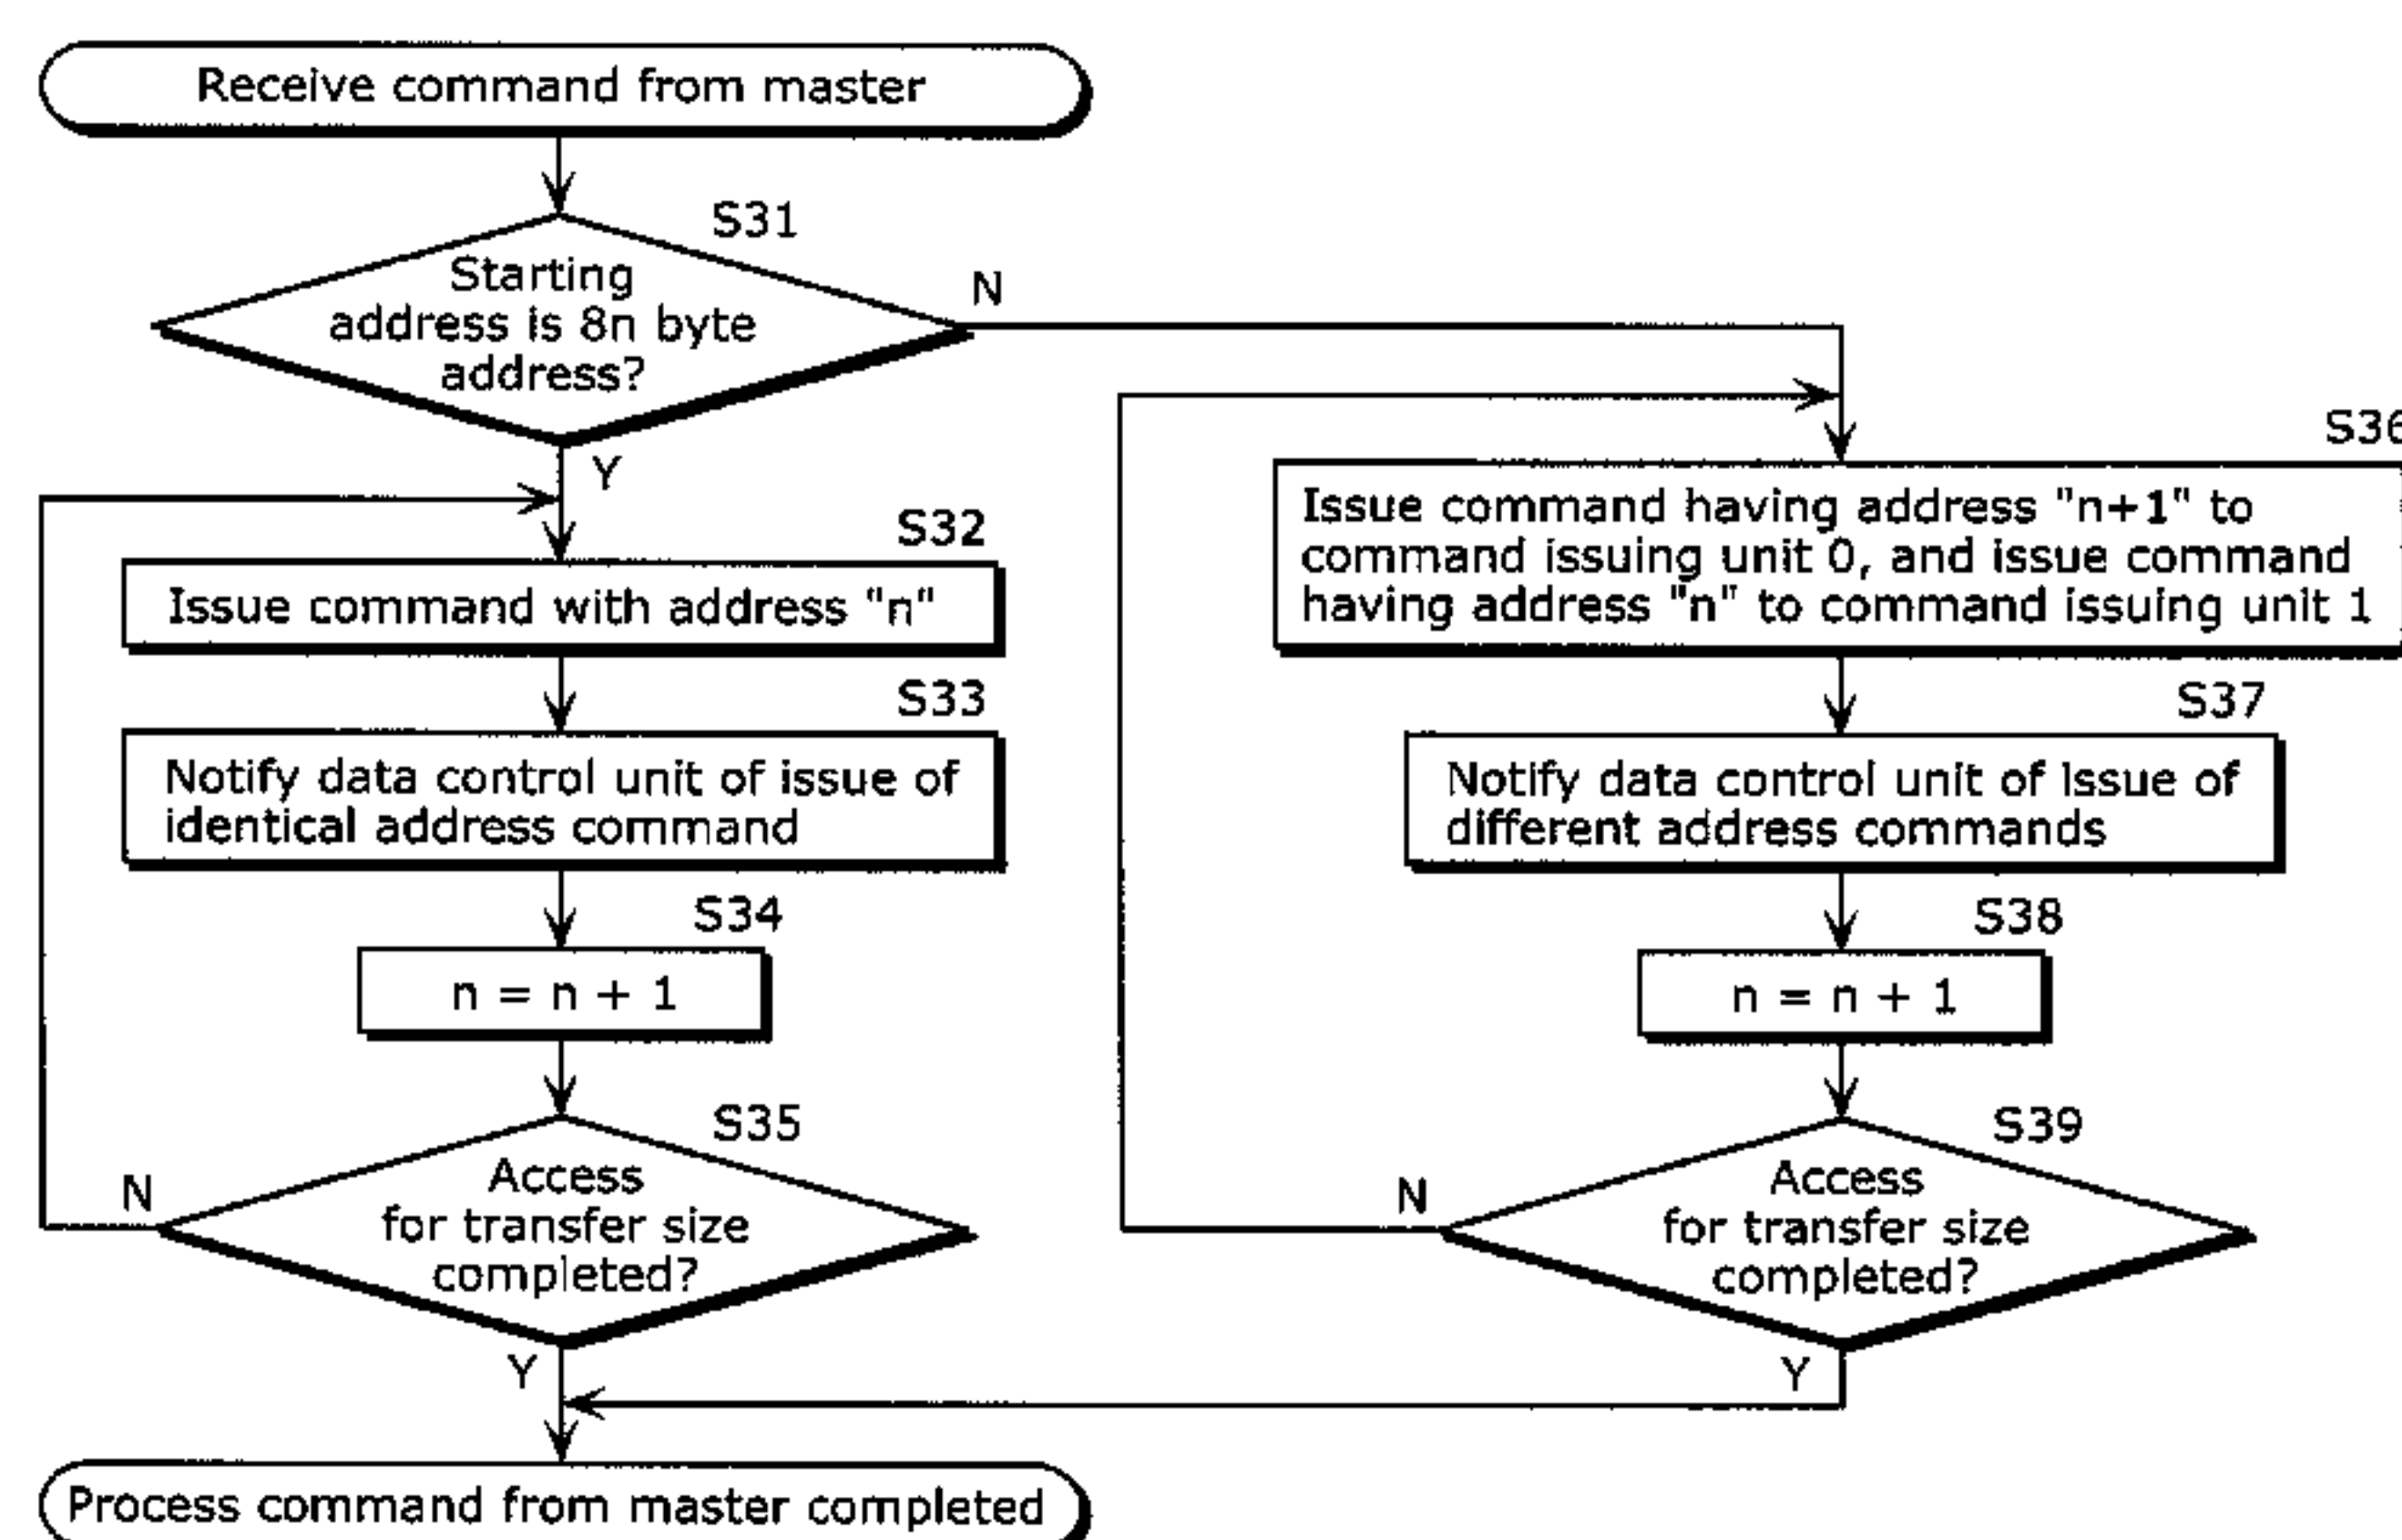 Receive command from master
S31
Starting
address is 8n byte
address?
N
Y
S32
Issue command with address "n"
S33
Notify data control unit of issue of
identical address command
S34
n = n + 1
S35
Access
for transfer size
completed?
N
Y
S36
Issue command having address "n+1" to
command issuing unit 0, and issue command
having address "n" to command issuing unit 1
S37
Notify data control unit of issue of
different address commands
S38
n = n + 1
S39
Access
for transfer size
completed?
N
Y
Process command from master completed